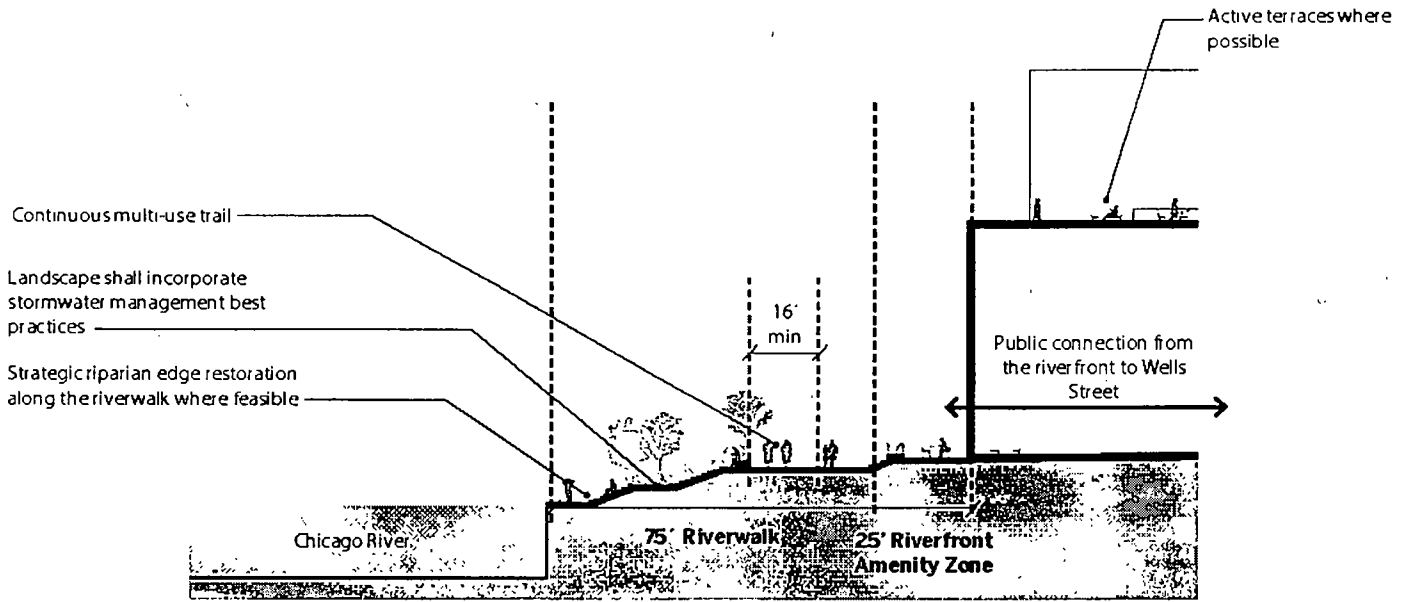 Active terraces where
possible
Continuous multi-use trail
Landscape shall incorporate
stormwater management best
practices
16'
min
Public connection from
the riverfront to Wells
Street
Strategic riparian edge restoration
along the riverwalk where feasible
Chicago River
75' Riverwalk
25' Riverfront
Amenity Zone